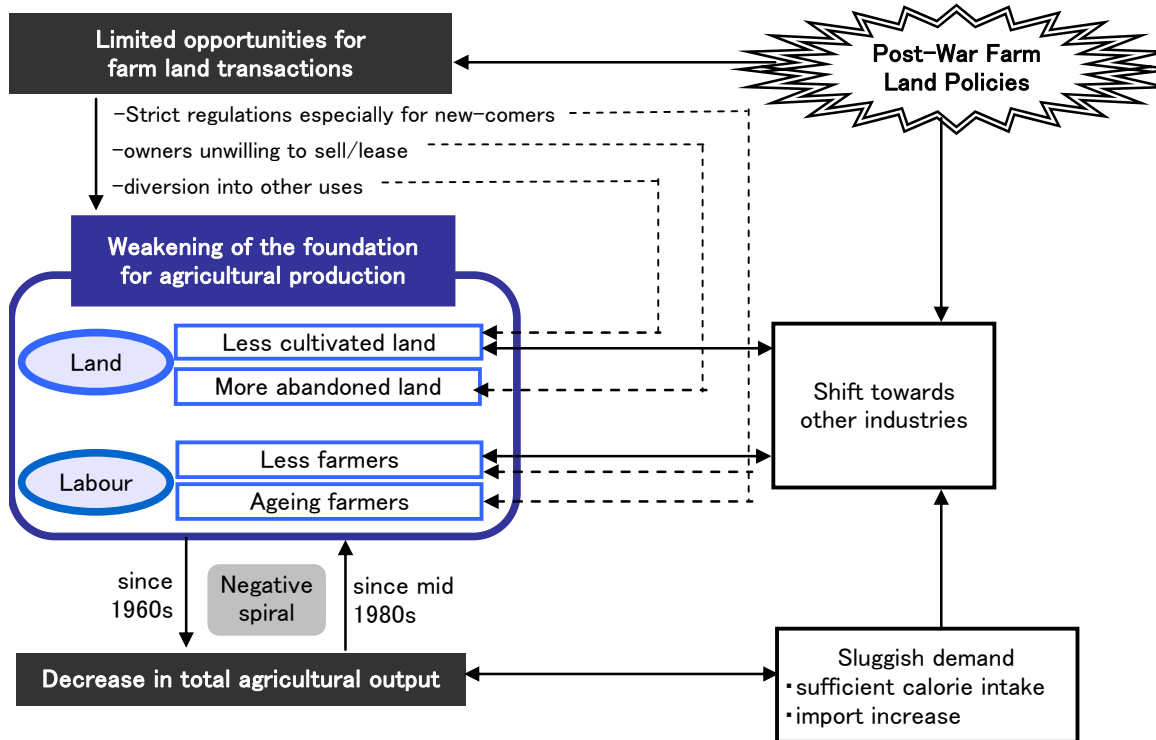 Limited opportunities for
farm land transactions
Post-War Farm
Land Policies
-Strict regulations especially for new-comers
-owners unwilling to sell/lease
-diversion into other uses
Weakening of the foundation
for agricultural production
Land
Less cultivated land
More abandoned land
Shift towards
other industries
Labour
Less farmers
Ageing farmers
since
1960s
Negative
spiral
since mid
1980s
Decrease in total agricultural output
Sluggish demand
・sufficient calorie intake
・import increase